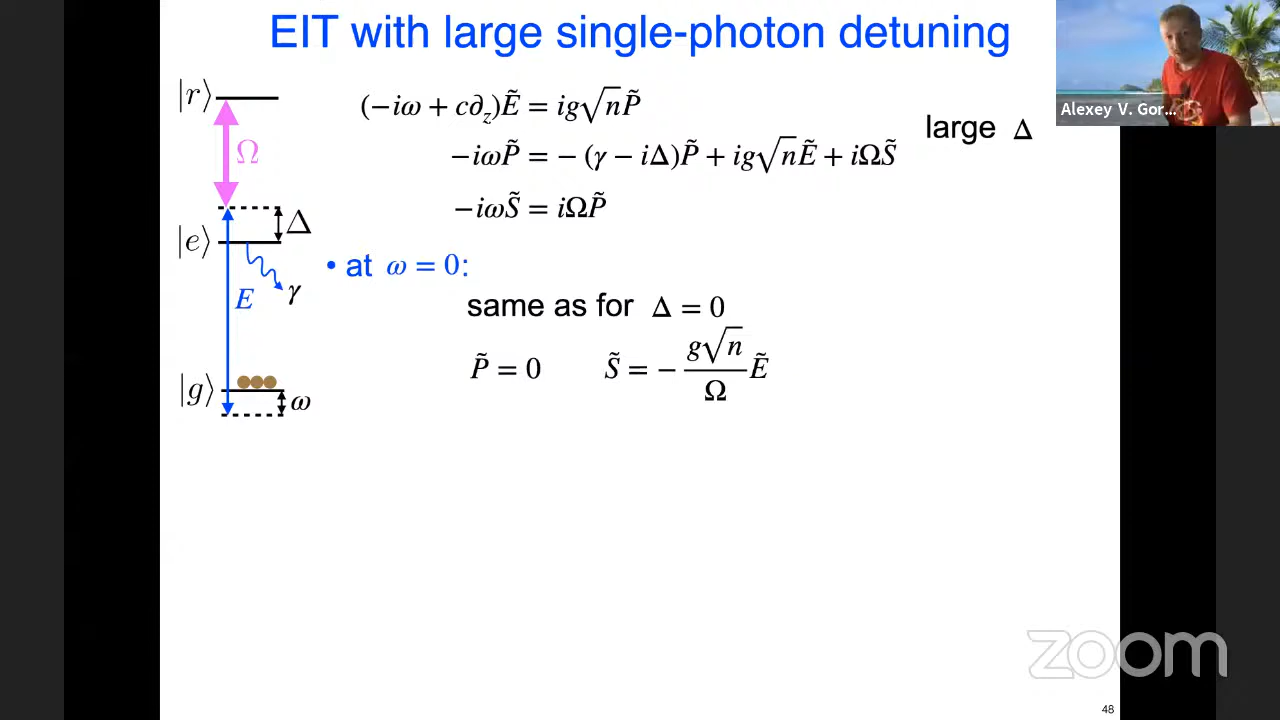 EIT with large single-photon detuning
|r⟩
(−iω + c∂_z)Ẽ = ig√n P̃
Alexey V. Gor...
large Δ
Ω
−iωP̃ = − (γ − iΔ)P̃ + ig√n Ẽ + iΩS̃
−iωS̃ = iΩP̃
Δ
|e⟩
• at ω = 0:
E
γ
same as for Δ = 0
P̃ = 0 S̃ = − g√n/Ω Ẽ
|g⟩
ω
zoom
48